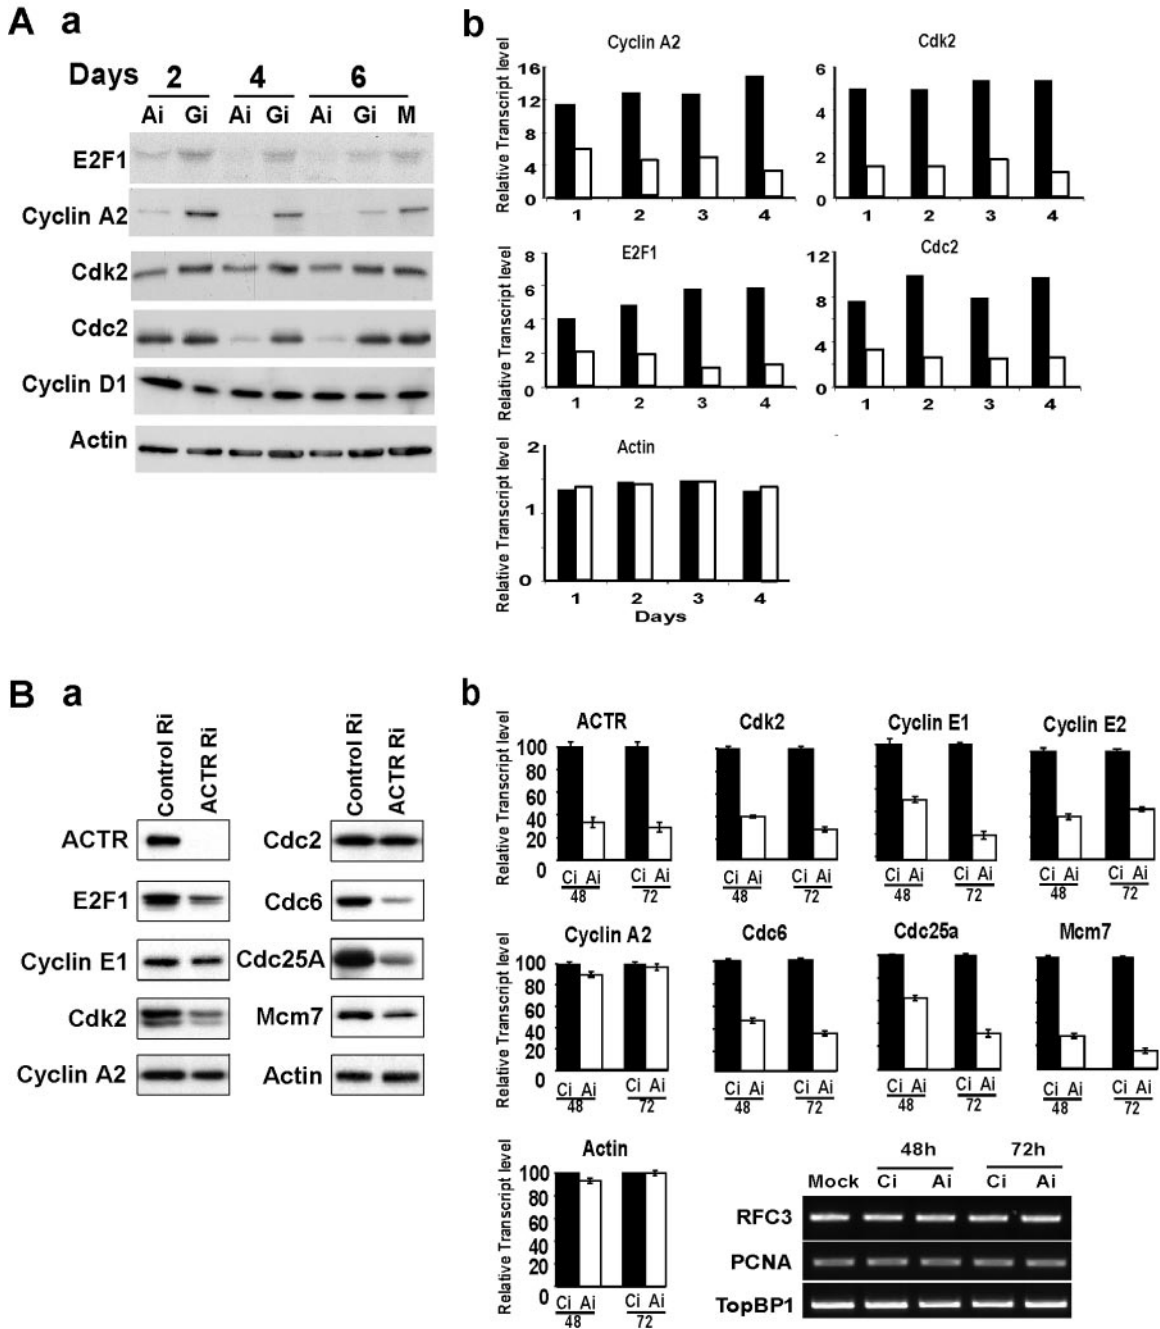 A a
Days 2 4 6
Ai Gi Ai Gi Ai Gi M
E2F1
Cyclin A2
Cdk2
Cdc2
Cyclin D1
Actin
b
Cyclin A2
Relative Transcript level
16
12
8
4
0
1 2 3 4
Cdk2
6
4
2
0
1 2 3 4
E2F1
Relative Transcript level
8
6
4
2
0
1 2 3 4
Cdc2
12
8
4
0
1 2 3 4
Actin
Relative Transcript level
2
1
0
1 2 3 4
Days
B a
Control Ri
ACTR Ri
ACTR
E2F1
Cyclin E1
Cdk2
Cyclin A2
Control Ri
ACTR Ri
Cdc2
Cdc6
Cdc25A
Mcm7
Actin
b
ACTR
Relative Transcript level
100
80
60
40
20
0
Ci Ai Ci Ai
48 72
Cdk2
Ci Ai Ci Ai
48 72
Cyclin E1
Ci Ai Ci Ai
48 72
Cyclin E2
Ci Ai Ci Ai
48 72
Cyclin A2
Relative Transcript level
100
80
60
40
20
0
Ci Ai Ci Ai
48 72
Cdc6
Ci Ai Ci Ai
48 72
Cdc25a
Ci Ai Ci Ai
48 72
Mcm7
Ci Ai Ci Ai
48 72
Actin
Relative Transcript level
100
80
60
40
20
0
Ci Ai Ci Ai
48 72
48h 72h
Mock Ci Ai Ci Ai
RFC3
PCNA
TopBP1